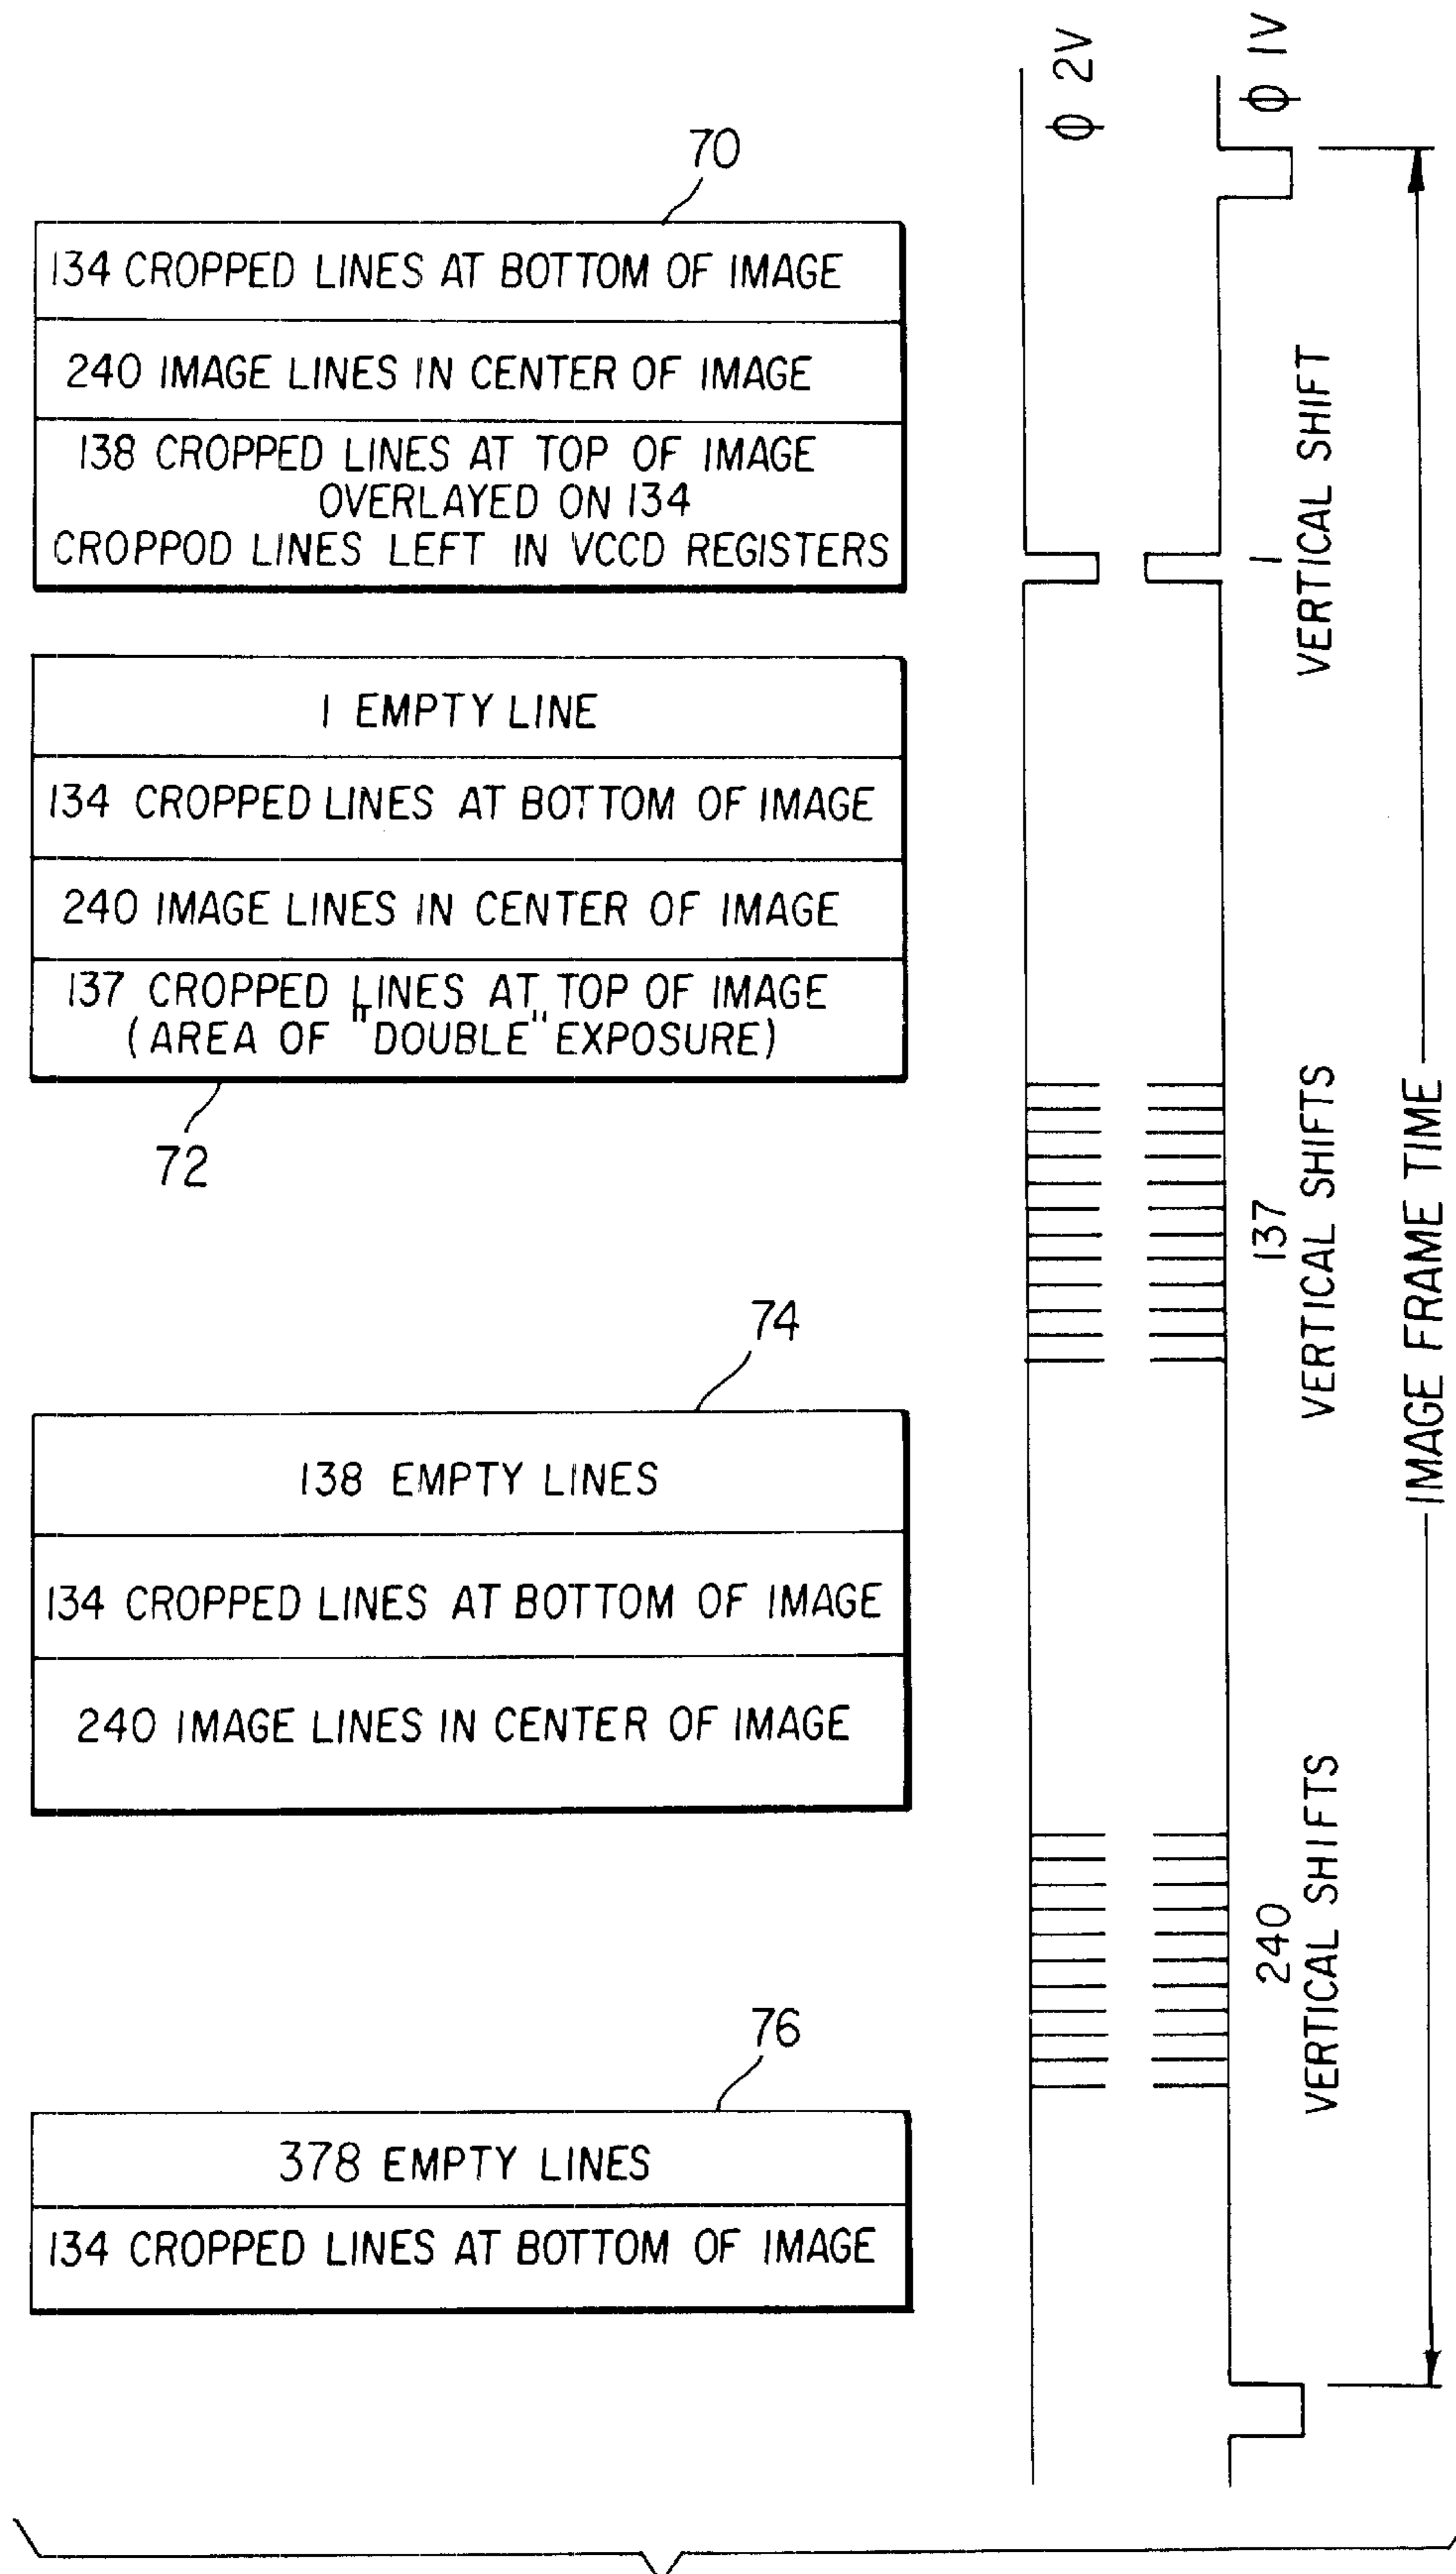 70
134 CROPPED LINES AT BOTTOM OF IMAGE
240 IMAGE LINES IN CENTER OF IMAGE
138 CROPPED LINES AT TOP OF IMAGE
OVERLAYED ON 134
CROPPOD LINES LEFT IN VCCD REGISTERS
1 EMPTY LINE
134 CROPPED LINES AT BOTTOM OF IMAGE
240 IMAGE LINES IN CENTER OF IMAGE
137 CROPPED LINES AT TOP OF IMAGE
(AREA OF "DOUBLE" EXPOSURE)
72
74
138 EMPTY LINES
134 CROPPED LINES AT BOTTOM OF IMAGE
240 IMAGE LINES IN CENTER OF IMAGE
76
378 EMPTY LINES
134 CROPPED LINES AT BOTTOM OF IMAGE
ϕ 2V
ϕ 1V
1
VERTICAL SHIFT
137
VERTICAL SHIFTS
240
VERTICAL SHIFTS
IMAGE FRAME TIME